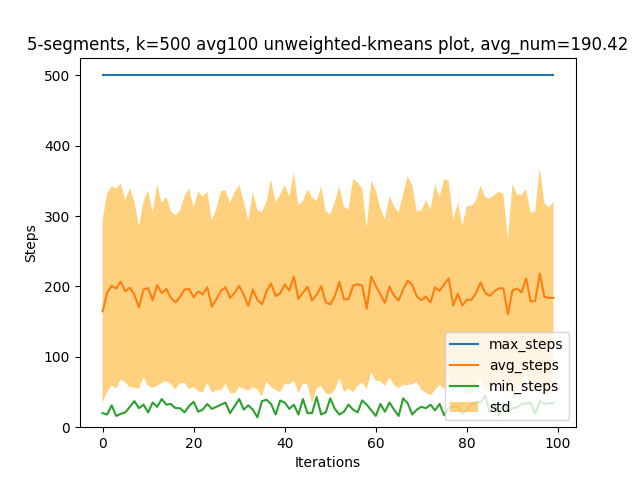 5-segments, k=500 avg100 unweighted-kmeans plot, avg_num=190.42
500
400
300
200
100
0
Steps
max_steps
avg_steps
min_steps
std
0 20 40 60 80 100
Iterations